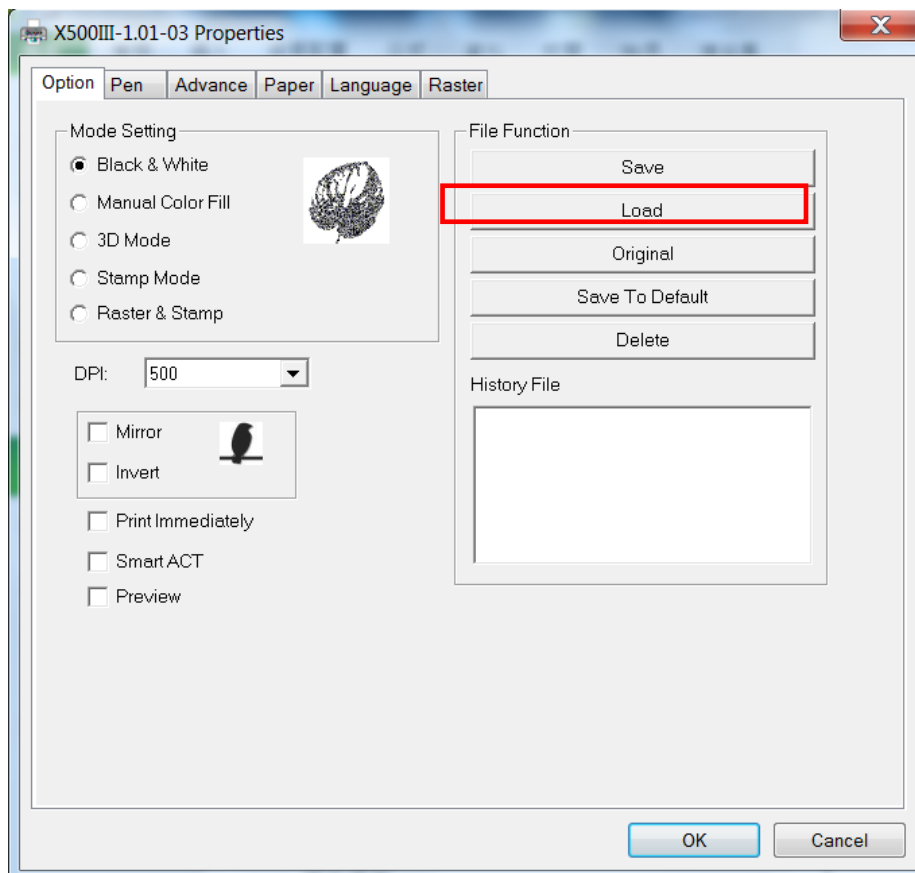 X500III-1.01-03 Properties
Option Pen Advance Paper Language Raster
Mode Setting
Black & White
Manual Color Fill
3D Mode
Stamp Mode
Raster & Stamp
DPI: 500
Mirror
Invert
Print Immediately
Smart ACT
Preview
File Function
Save
Load
Original
Save To Default
Delete
History File
OK Cancel